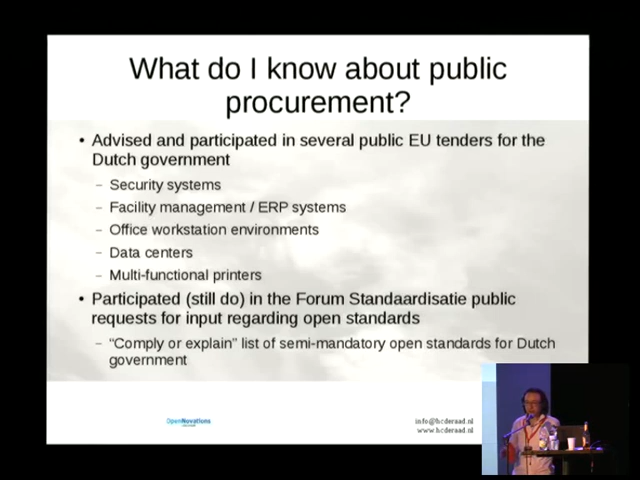 What do I know about public
procurement?
• Advised and participated in several public EU tenders for the
Dutch government
– Security systems
– Facility management / ERP systems
– Office workstation environments
– Data centers
– Multi-functional printers
• Participated (still do) in the Forum Standaardisatie public
requests for input regarding open standards
– “Comply or explain” list of semi-mandatory open standards for Dutch
government
OpenNovations
info@hcderaad.nl
www.hcderaad.nl